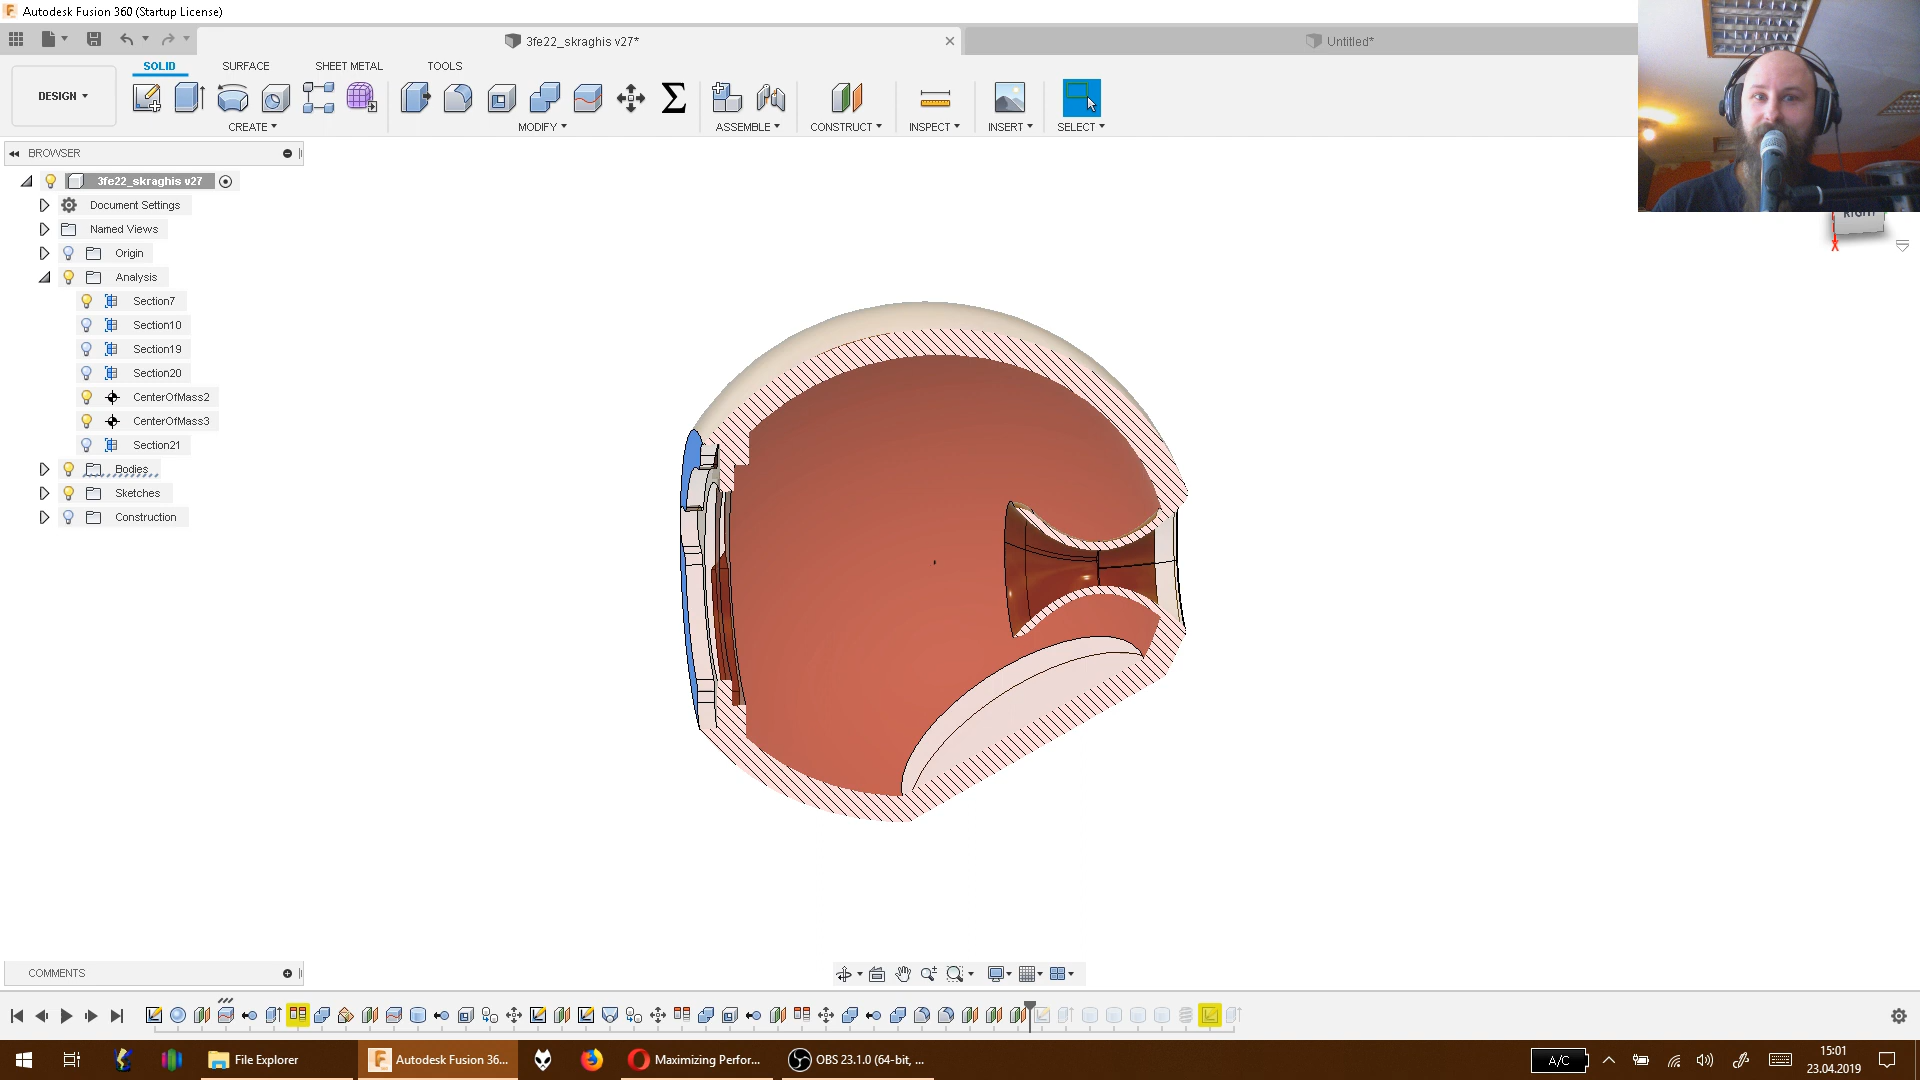 Autodesk Fusion 360 (Startup License)
3fe22_skraghis v27*
Untitled*
SOLID
SURFACE
SHEET METAL
TOOLS
DESIGN
CREATE
MODIFY
ASSEMBLE
CONSTRUCT
INSPECT
INSERT
SELECT
BROWSER
3fe22_skraghis v27
Document Settings
Named Views
Origin
Analysis
Section7
Section10
Section19
Section20
CenterOfMass2
CenterOfMass3
Section21
Bodies
Sketches
Construction
RIGHT
X
COMMENTS
File Explorer
Autodesk Fusion 36...
Maximizing Perfor...
OBS 23.1.0 (64-bit, ...
A/C
15:01
23.04.2019